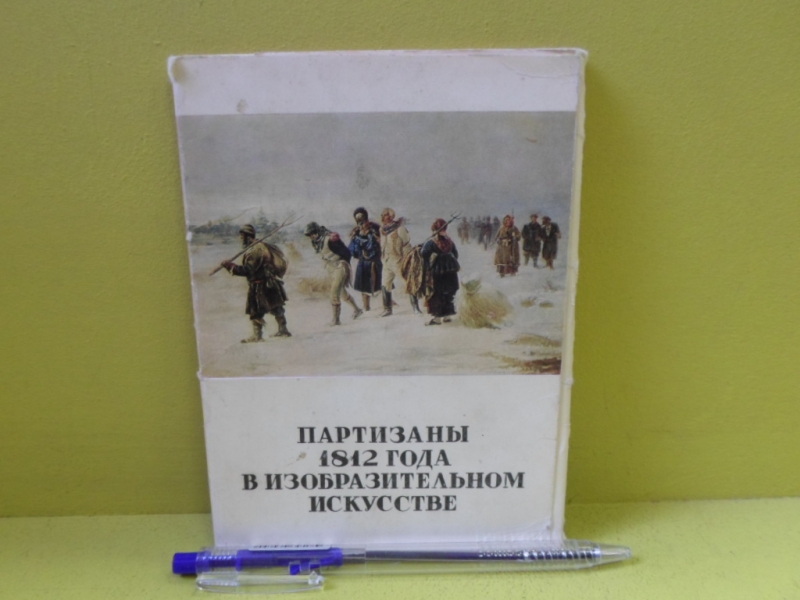 ПАРТИЗАНЫ
1812 ГОДА
В ИЗОБРАЗИТЕЛЬНОМ
ИСКУССТВЕ